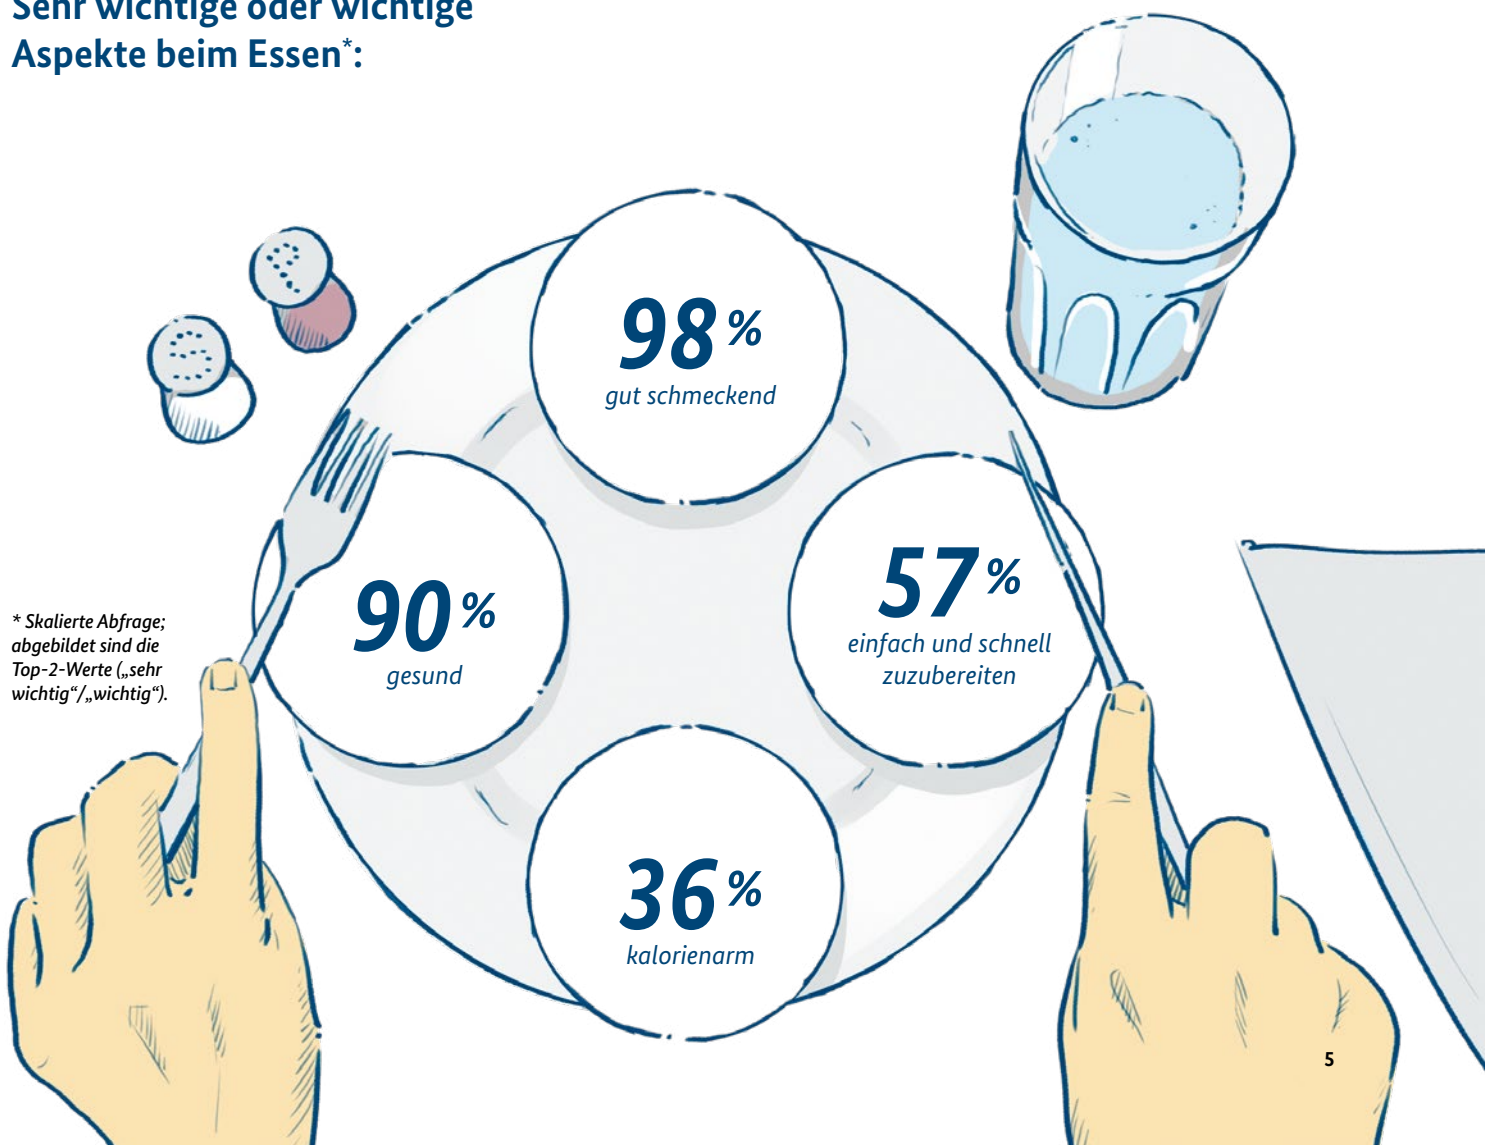 Sehr wichtige oder wichtige
Aspekte beim Essen*:
P
S
98 %
gut schmeckend
90 %
gesund
57 %
einfach und schnell
zuzubereiten
* Skalierte Abfrage;
abgebildet sind die
Top-2-Werte („sehr
wichtig“/„wichtig“).
36 %
kalorienarm
5